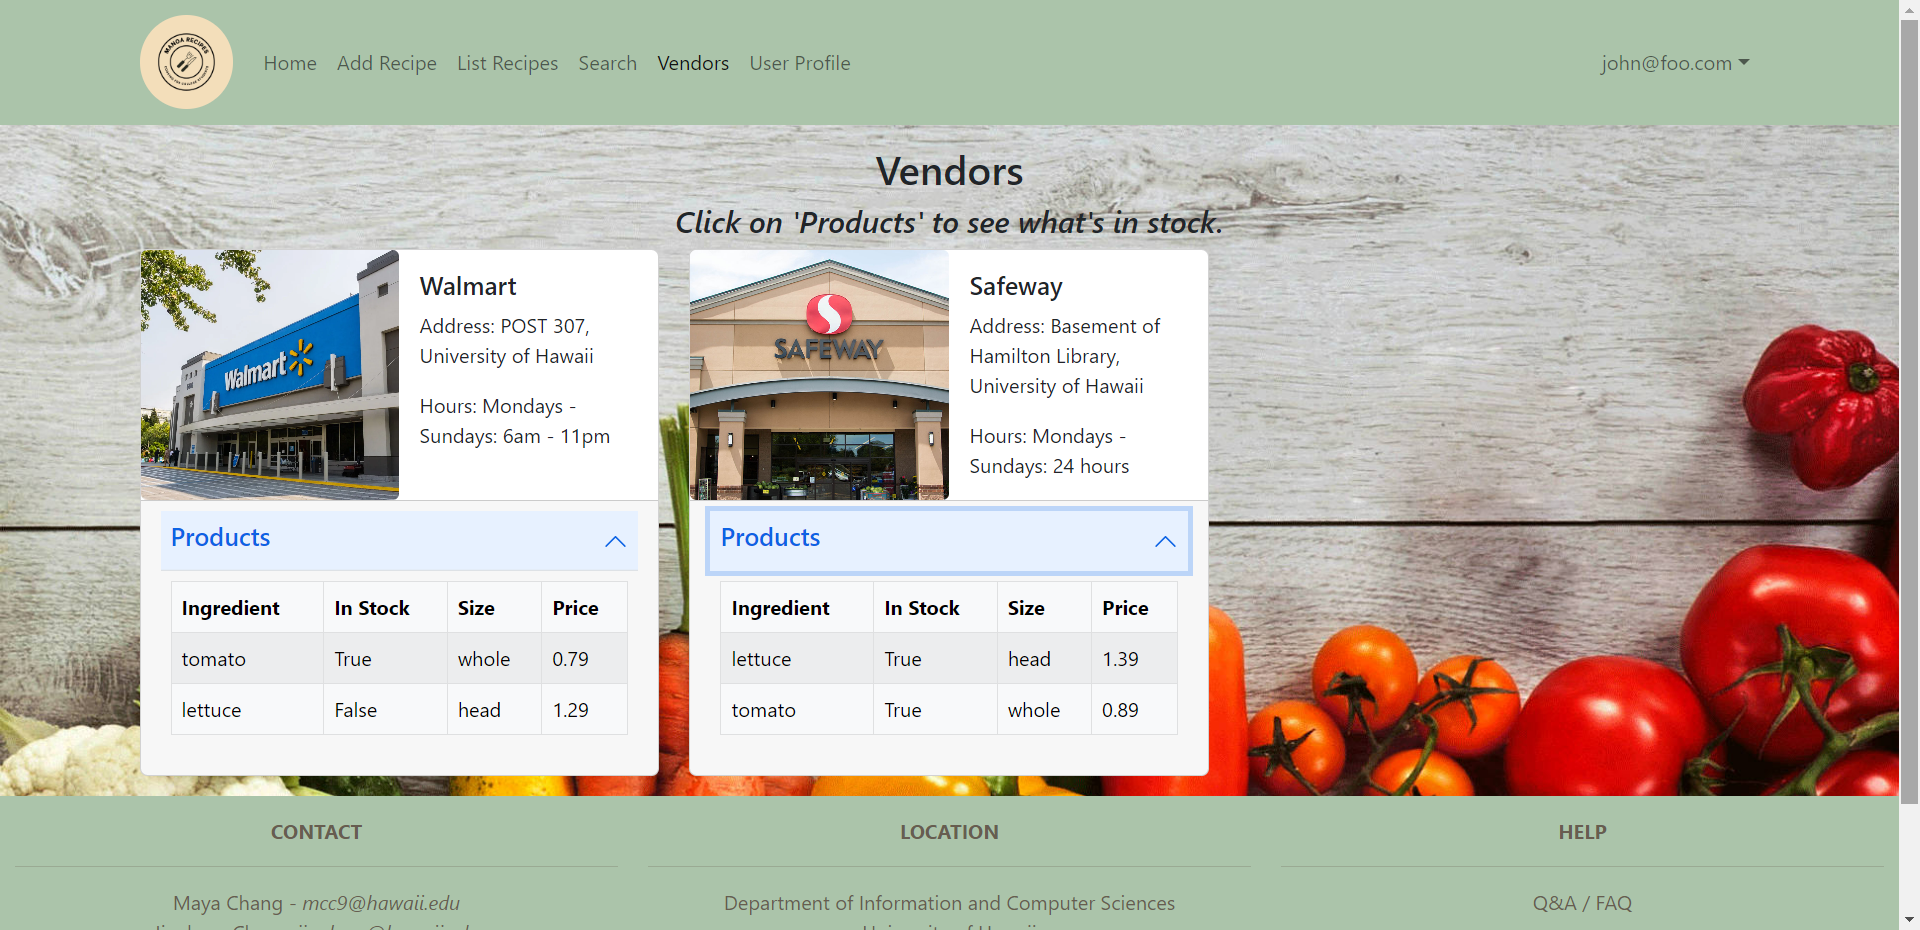 MANOA RECIPES
Home Add Recipe List Recipes Search Vendors User Profile john@foo.com
Vendors
Click on 'Products' to see what's in stock.
Walmart
Walmart
Address: POST 307,
University of Hawaii
Hours: Mondays -
Sundays: 6am - 11pm
Products
Ingredient In Stock Size Price
tomato True whole 0.79
lettuce False head 1.29
SAFEWAY
Safeway
Address: Basement of
Hamilton Library,
University of Hawaii
Hours: Mondays -
Sundays: 24 hours
Products
Ingredient In Stock Size Price
lettuce True head 1.39
tomato True whole 0.89
CONTACT
Maya Chang - mcc9@hawaii.edu
LOCATION
Department of Information and Computer Sciences
HELP
Q&A / FAQ